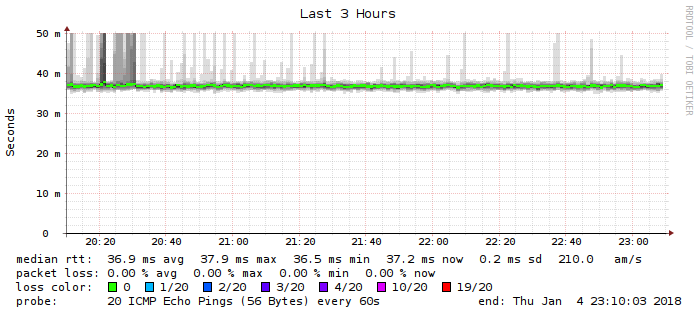 Last 3 Hours
RRDTOOL / TOBI OETIKER
Seconds
50 m
40 m
30 m
20 m
10 m
0
20:20 20:40 21:00 21:20 21:40 22:00 22:20 22:40 23:00
median rtt: 36.9 ms avg 37.9 ms max 36.5 ms min 37.2 ms now 0.2 ms sd 210.0 am/s
packet loss: 0.00 % avg 0.00 % max 0.00 % min 0.00 % now
loss color: 0 1/20 2/20 3/20 4/20 10/20 19/20
probe: 20 ICMP Echo Pings (56 Bytes) every 60s end: Thu Jan 4 23:10:03 2018